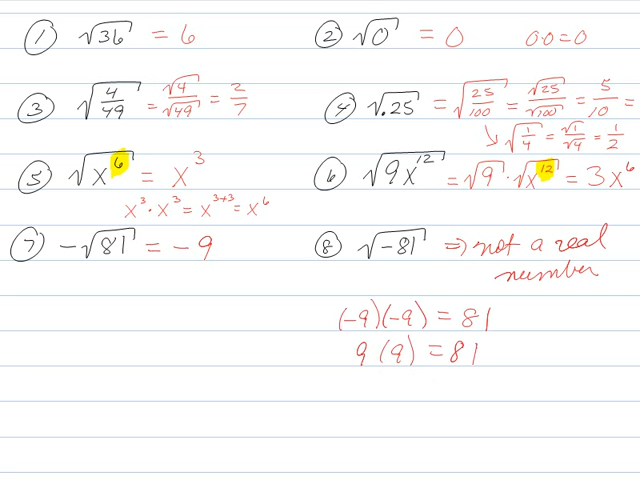 ① √36 = 6
② √0 = 0   0·0 = 0
③ √(4/49) = √4/√49 = 2/7
④ √.25 = √(25/100) = √25/√100 = 5/10 =
↘ √(1/4) = √1/√4 = 1/2
⑤ √x⁶ = x³
x³ · x³ = x³⁺³ = x⁶
⑥ √9x¹² = √9 · √x¹² = 3x⁶
⑦ -√81 = -9
⑧ √-81 ⇒ not a real
number
(-9)(-9) = 81
9 (9) = 81